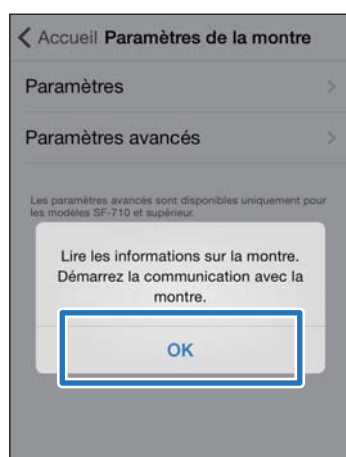 Accueil Paramètres de la montre
Paramètres
Paramètres avancés
Les paramètres avancés sont disponibles uniquement pour
les modèles SF-710 et supérieur.
Lire les informations sur la montre.
Démarrez la communication avec la
montre.
OK